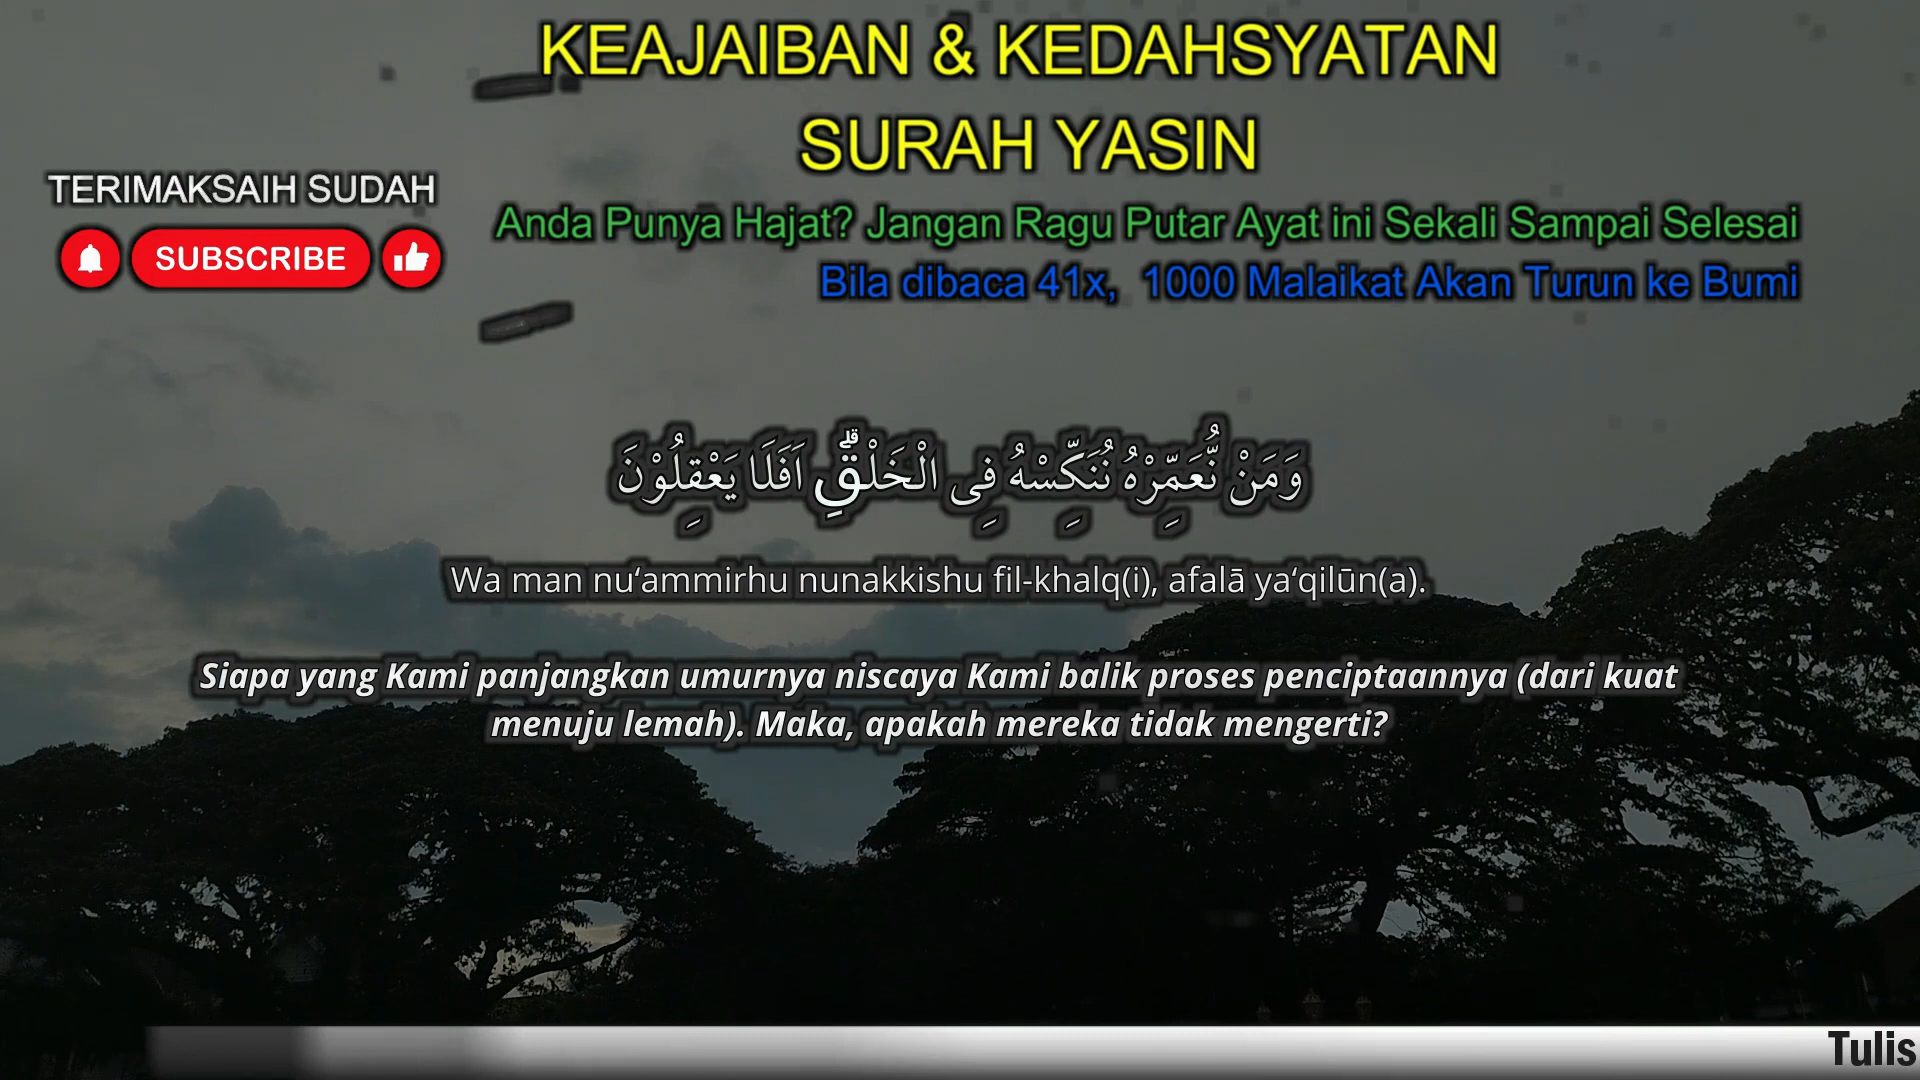 KEAJAIBAN & KEDAHSYATAN
SURAH YASIN
TERIMAKSAIH SUDAH
SUBSCRIBE
Anda Punya Hajat? Jangan Ragu Putar Ayat ini Sekali Sampai Selesai
Bila dibaca 41x, 1000 Malaikat Akan Turun ke Bumi
وَمَنْ نُّعَمِّرْهُ نُنَكِّسْهُ فِى الْخَلْقِۗ اَفَلَا يَعْقِلُوْنَ
Wa man nu‘ammirhu nunakkishu fil-khalq(i), afalā ya‘qilūn(a).
Siapa yang Kami panjangkan umurnya niscaya Kami balik proses penciptaannya (dari kuat
menuju lemah). Maka, apakah mereka tidak mengerti?
Tulis